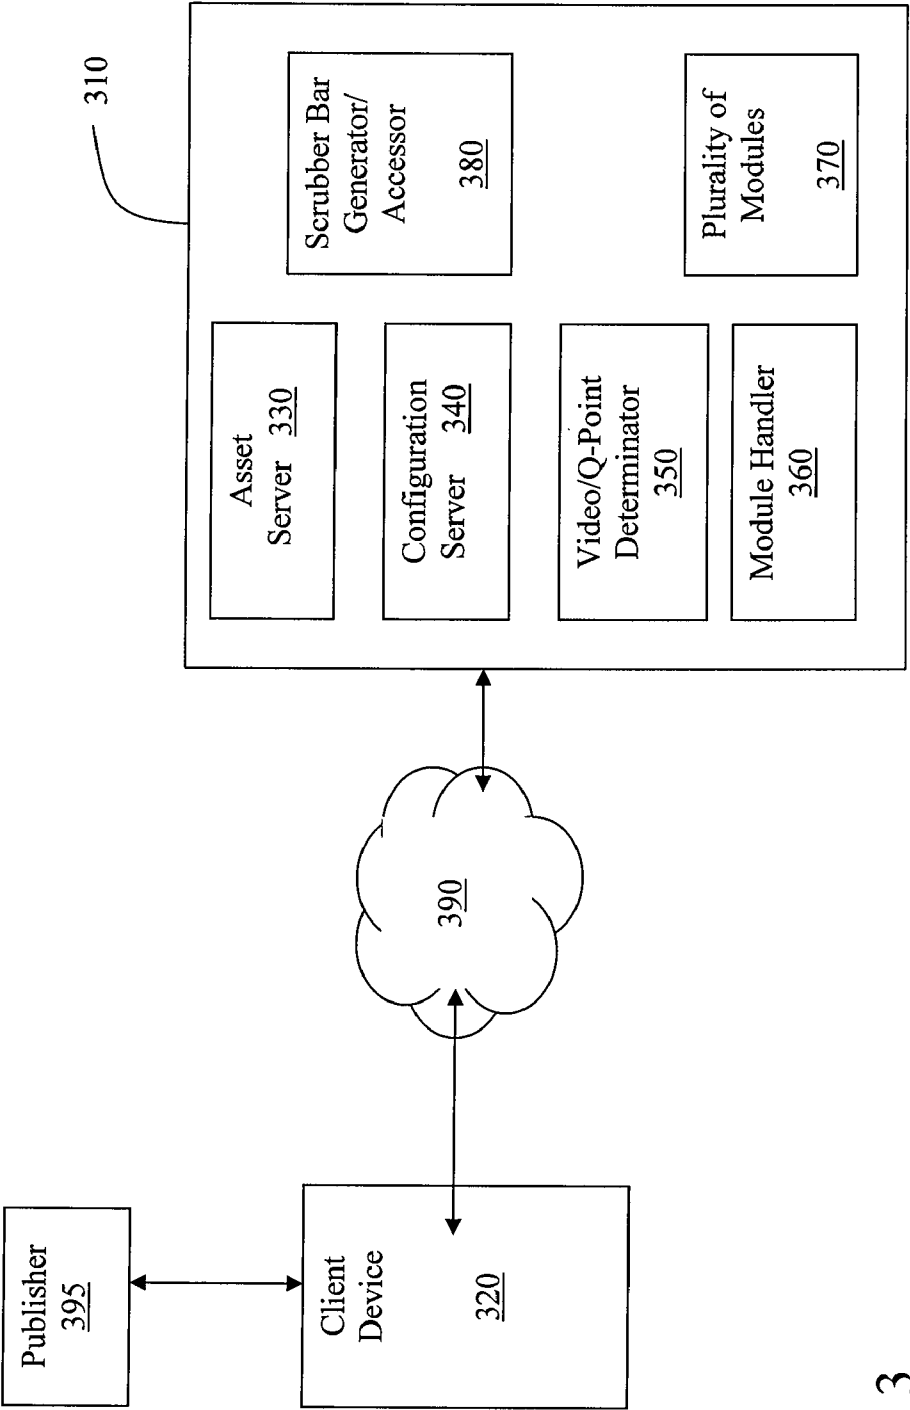 310
Asset
Server 330
Configuration
Server 340
Video/Q-Point
Determinator
350
Module Handler
360
Scrubber Bar
Generator/
Accessor
380
Plurality of
Modules
370
390
Publisher
395
Client
Device
320
3